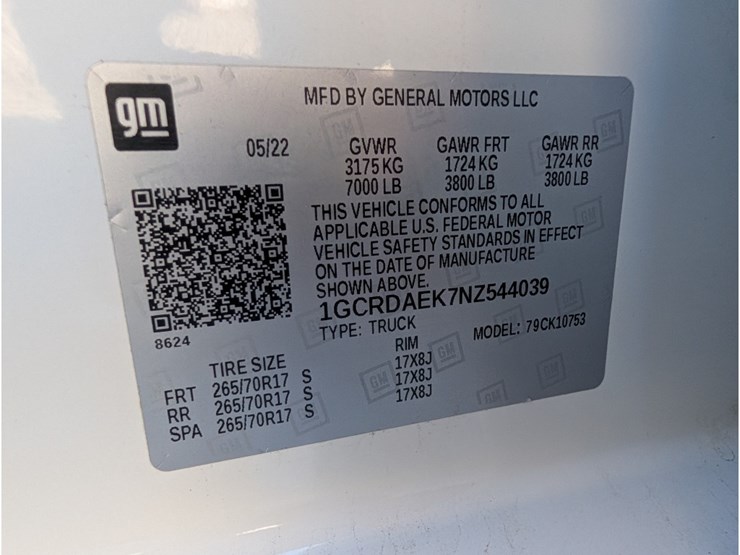 gm
MFD BY GENERAL MOTORS LLC
05/22
GVWR GAWR FRT GAWR RR
3175 KG 1724 KG 1724 KG
7000 LB 3800 LB 3800 LB
THIS VEHICLE CONFORMS TO ALL
APPLICABLE U.S. FEDERAL MOTOR
VEHICLE SAFETY STANDARDS IN EFFECT
ON THE DATE OF MANUFACTURE
SHOWN ABOVE.
1GCRDAEK7NZ544039
TYPE: TRUCK MODEL: 79CK10753
8624
TIRE SIZE RIM
FRT 265/70R17 S 17X8J
RR 265/70R17 S 17X8J
SPA 265/70R17 S 17X8J